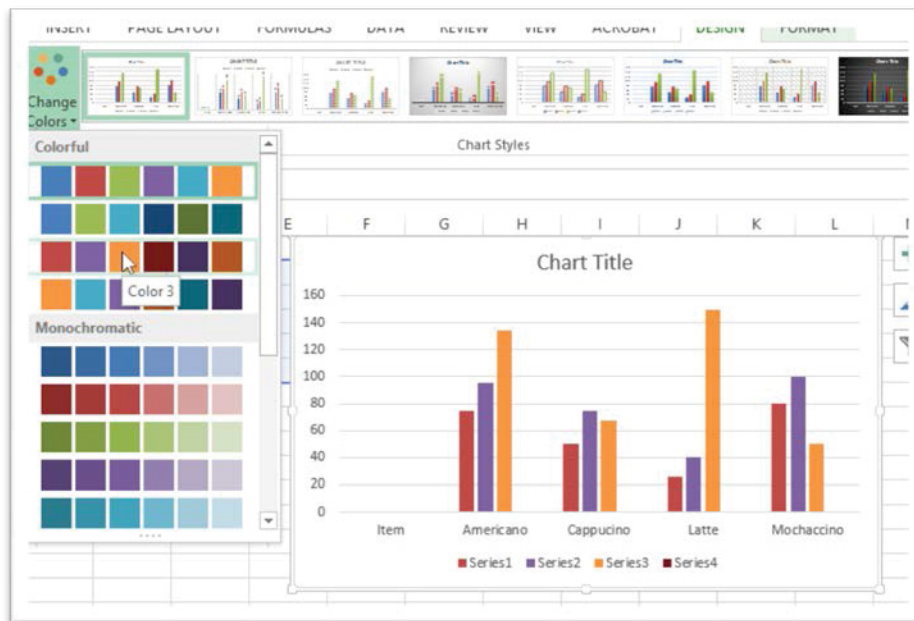 INSERT PAGE LAYOUT FORMULAS DATA REVIEW VIEW ACROBAT DESIGN FORMAT
Change
Colors
Chart Styles
Colorful
Color 3
Monochromatic
E F G H I J K L
Chart Title
160
140
120
100
80
60
40
20
0
Item Americano Cappucino Latte Mochaccino
Series1 Series2 Series3 Series4